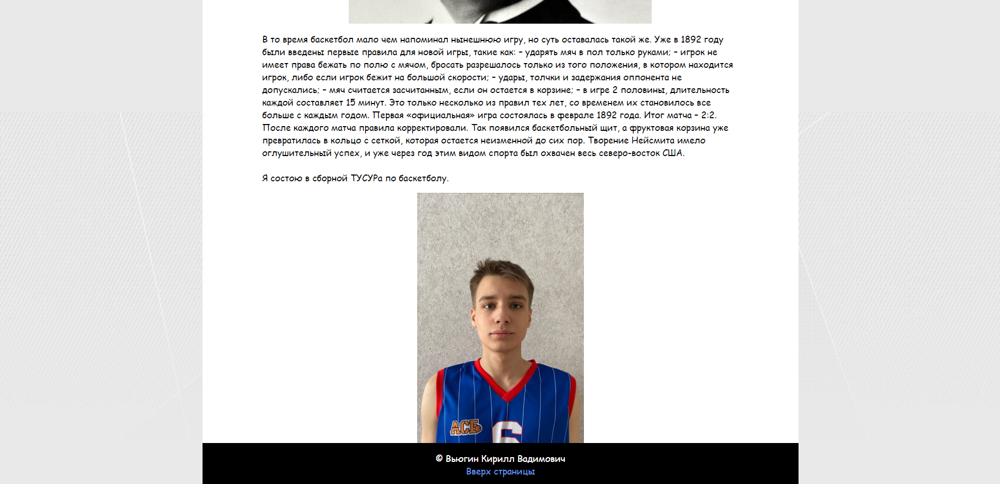 В то время баскетбол мало чем напоминал нынешнюю игру, но суть оставалась такой же. Уже в 1892 году
были введены первые правила для новой игры, такие как: – ударять мяч в пол только руками; – игрок не
имеет права бежать по полю с мячом, бросать разрешалось только из того положения, в котором находится
игрок, либо если игрок бежит на большой скорости; – удары, толчки и задержания оппонента не
допускались; – мяч считается засчитанным, если он остается в корзине; – в игре 2 половины, длительность
каждой составляет 15 минут. Это только несколько из правил тех лет, со временем их становилось все
больше с каждым годом. Первая «официальная» игра состоялась в феврале 1892 года. Итог матча – 2:2.
После каждого матча правила корректировали. Так появился баскетбольный щит, а фруктовая корзина уже
превратилась в кольцо с сеткой, которая остается неизменной до сих пор. Творение Нейсмита имело
оглушительный успех, и уже через год этим видом спорта был охвачен весь северо-восток США.
Я состою в сборной ТУСУРа по баскетболу.
АСБ
6
© Вьюгин Кирилл Вадимович
Вверх страницы